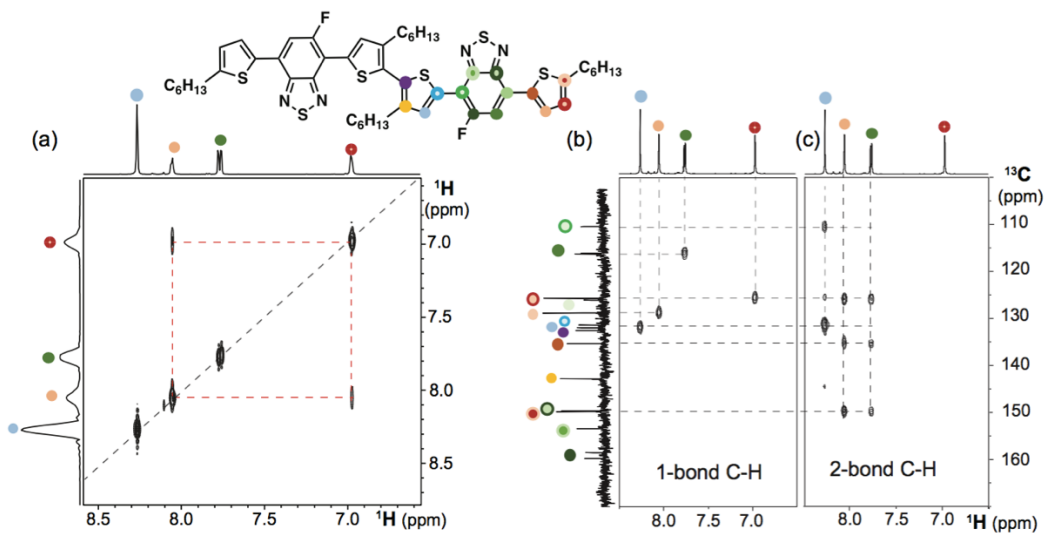 F
C6H13
N S N
S
S
C6H13
N N
S
C6H13
S
S
C6H13
F
(a)
(b)
(c)
1H
(ppm)
7.0
7.5
8.0
8.5
8.5 8.0 7.5 7.0 1H (ppm)
13C
(ppm)
110
120
130
140
150
160
1-bond C-H
2-bond C-H
8.0 7.5 7.0
8.0 7.5 7.0 1H (ppm)